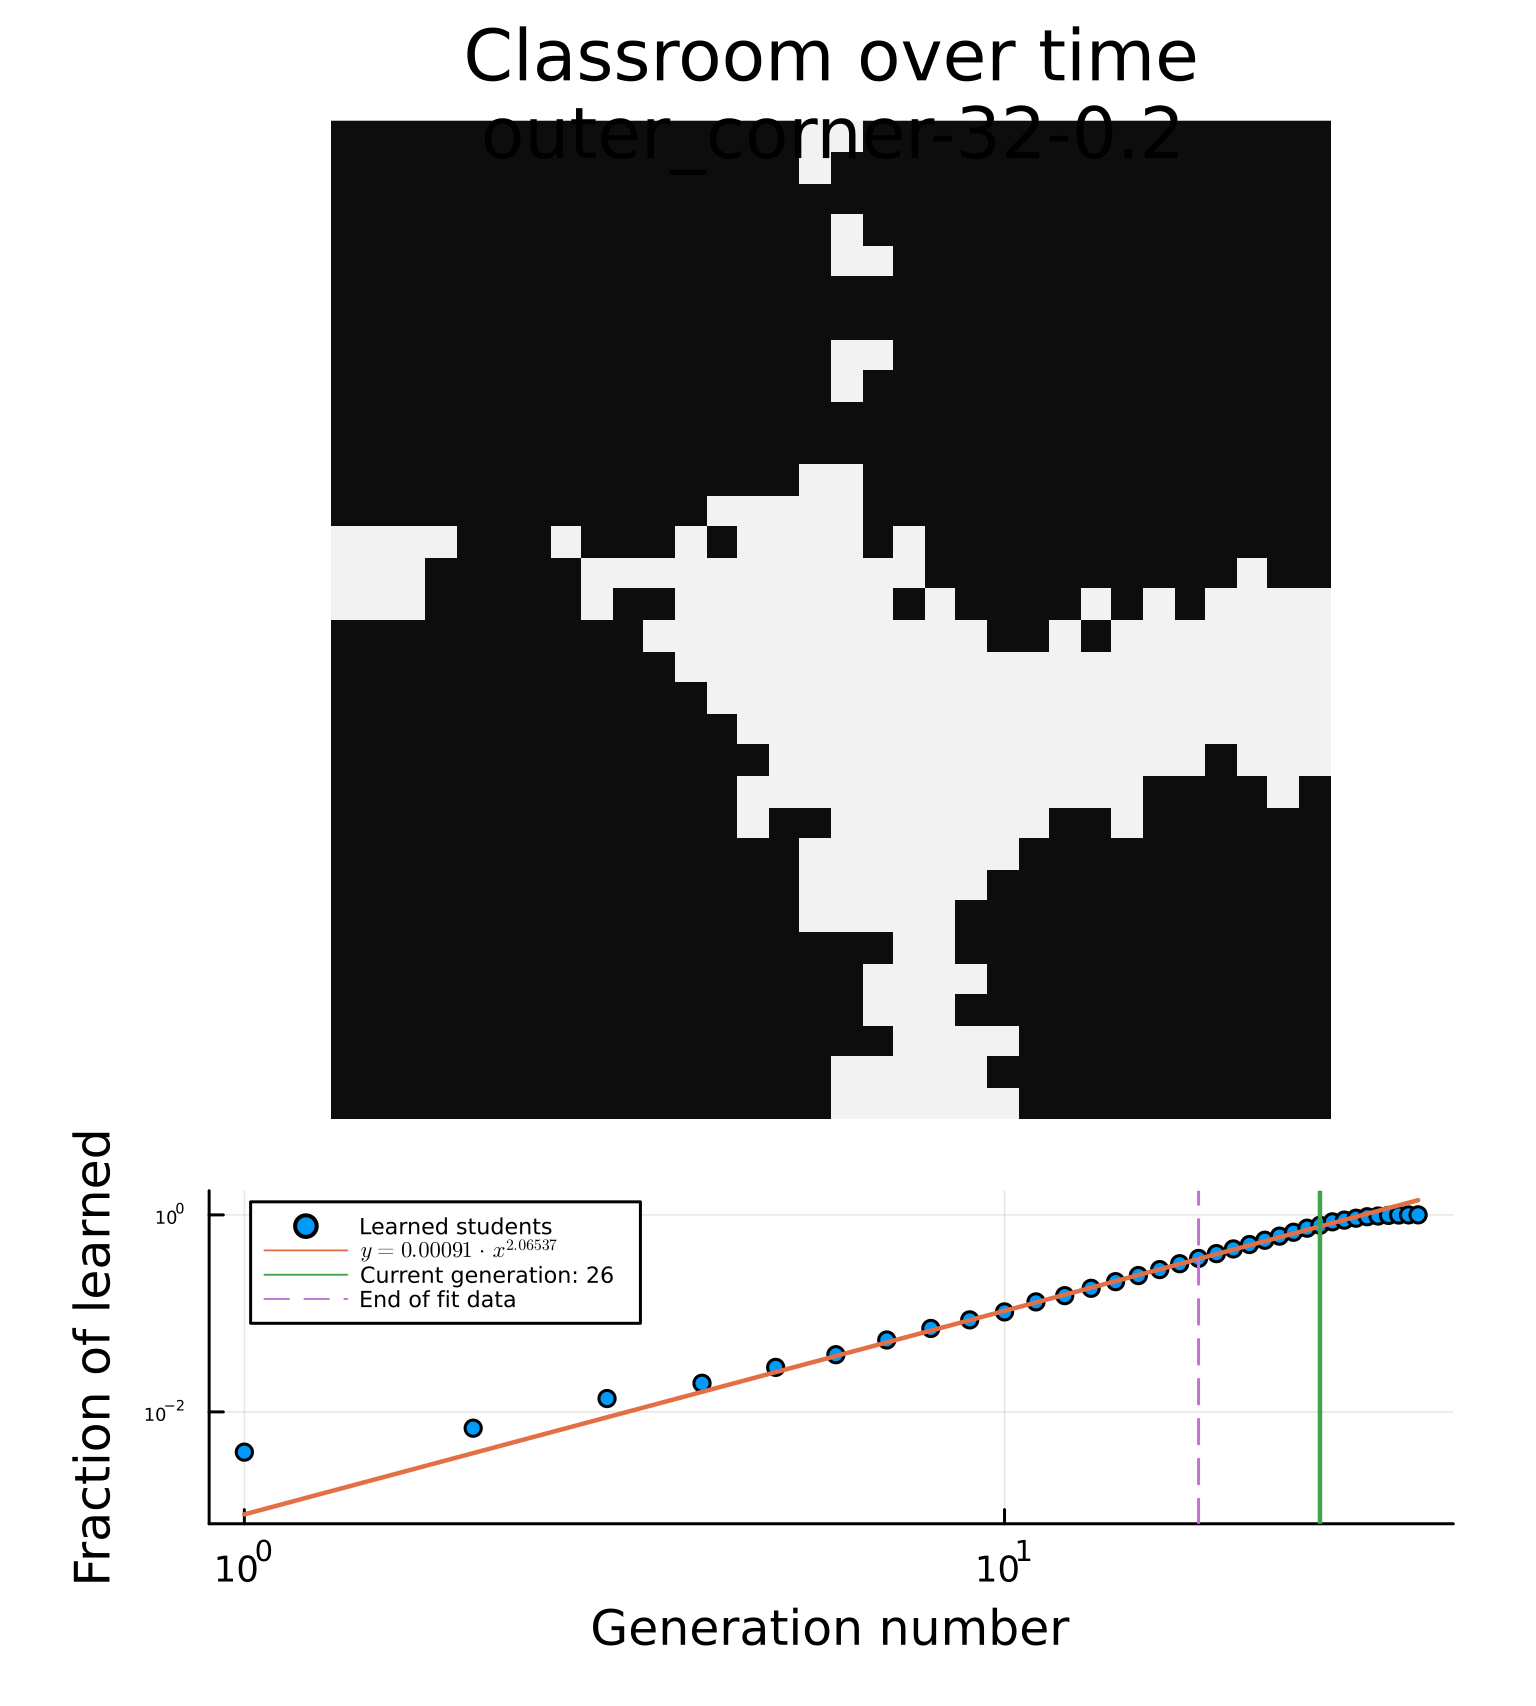 Classroom over time
outer_corner-32-0.2
Fraction of learned
10⁰
10⁻²
Learned students
y = 0.00091 · x^{2.06537}
Current generation: 26
End of fit data
10⁰
10¹
Generation number